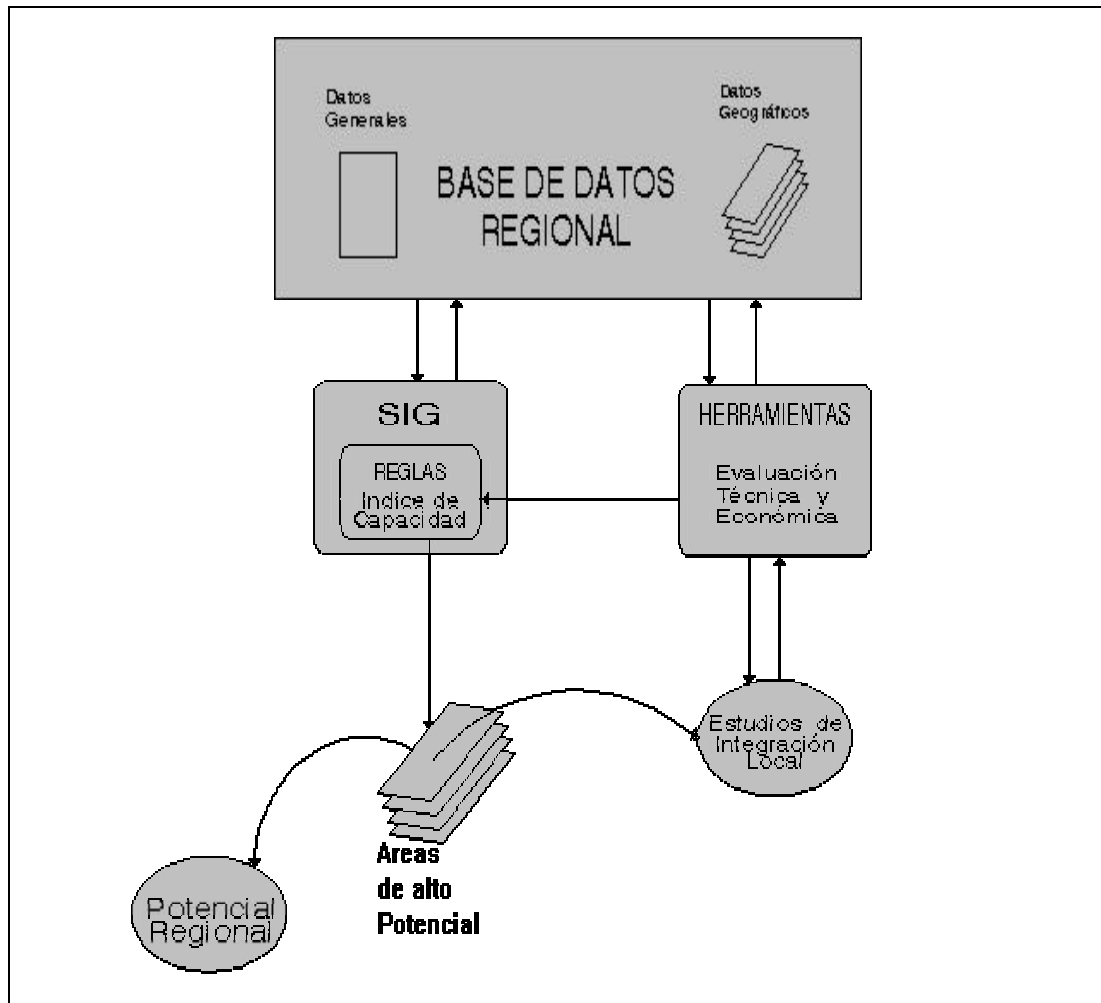 Datos
Generales
Datos
Geográficos
BASE DE DATOS
REGIONAL
SIG
REGLAS
Indice de
Capacidad
HERRAMIENTAS
Evaluación
Técnica y
Económica
Estudios de
Integración
Local
Areas
de alto
Potencial
Potencial
Regional